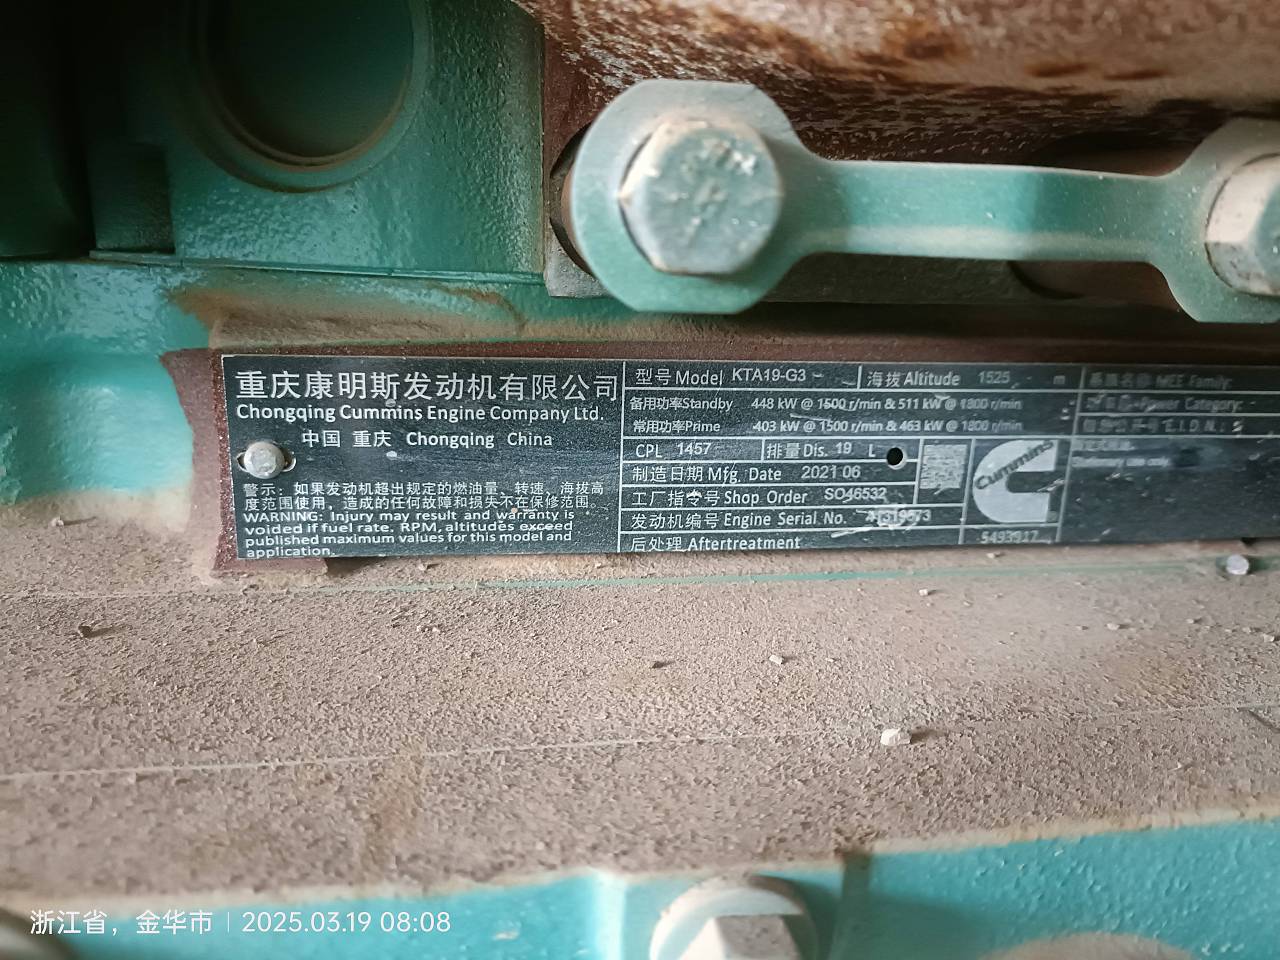 重庆康明斯发动机有限公司
Chongqing Cummins Engine Company Ltd.
中国 重庆 Chongqing China
警示: 如果发动机超出规定的燃油量、转速、海拔高
度范围使用, 造成的任何故障和损失不在保修范围。
WARNING: Injury may result and warranty is
voided if fuel rate, RPM, altitudes exceed
published maximum values for this model and
application.
型号 Model KTA19-G3
海拔 Altitude 1525 m
备用功率Standby 448 kW @ 1500 r/min & 511 kW @ 1800 r/min
常用功率Prime 403 kW @ 1500 r/min & 463 kW @ 1800 r/min
CPL 1457 排量 Dis. 19 L
制造日期 Mfg. Date 2021 06
工厂指令号 Shop Order SO46532
发动机编号 Engine Serial No.
后处理 Aftertreatment
Cummins
Power Category:
浙江省，金华市 | 2025.03.19 08:08